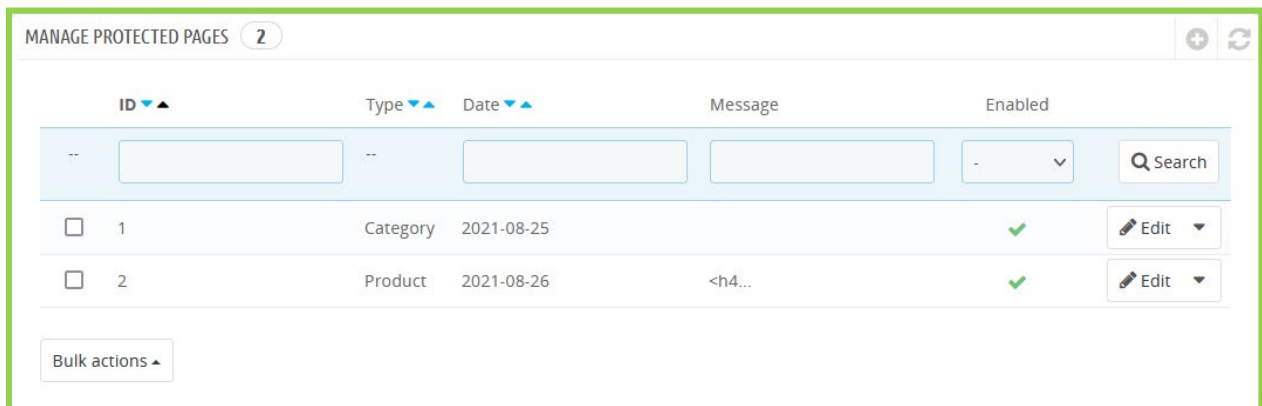 MANAGE PROTECTED PAGES 2
ID Type Date Message Enabled
-- -- - Search
1 Category 2021-08-25 Edit
2 Product 2021-08-26 <h4... Edit
Bulk actions